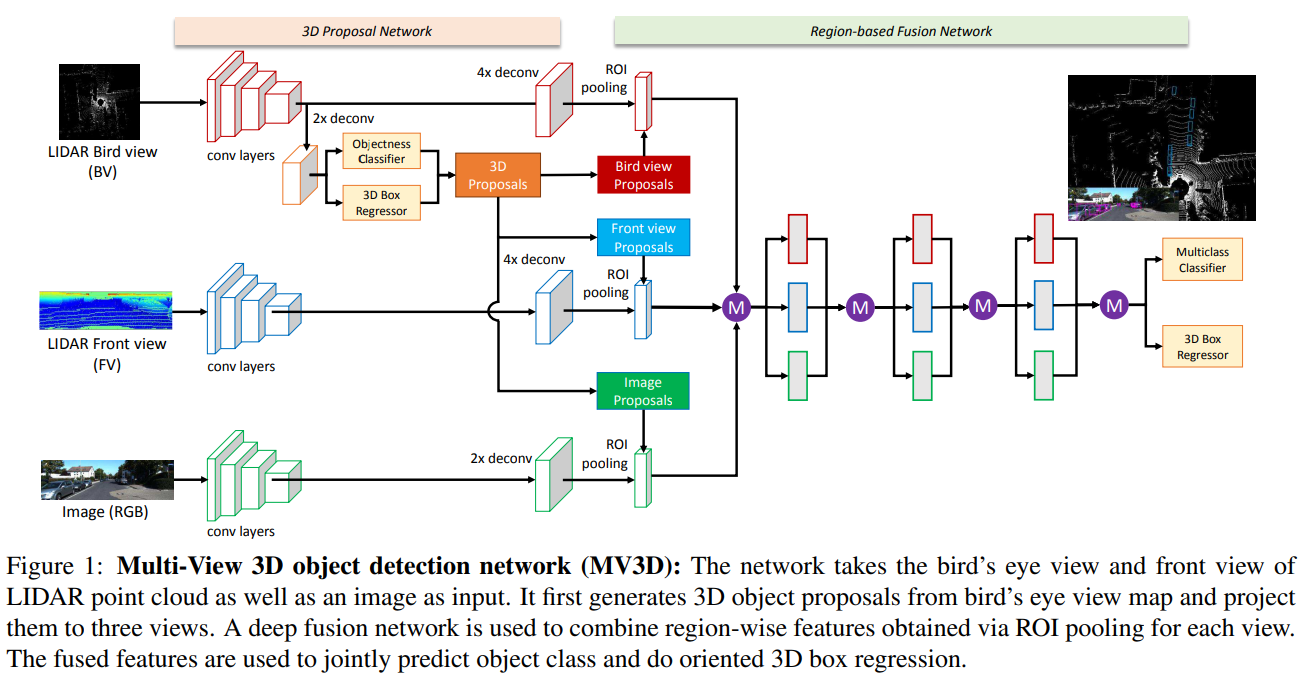 3D Proposal Network
Region-based Fusion Network
LIDAR Bird view
(BV)
conv layers
2x deconv
4x deconv
ROI
pooling
Objectness
Classifier
3D Box
Regressor
3D
Proposals
Bird view
Proposals
Front view
Proposals
LIDAR Front view
(FV)
conv layers
4x deconv
ROI
pooling
Image
Proposals
Image (RGB)
conv layers
2x deconv
ROI
pooling
M
M
M
M
Multiclass
Classifier
3D Box
Regressor
Figure 1: Multi-View 3D object detection network (MV3D): The network takes the bird's eye view and front view of
LIDAR point cloud as well as an image as input. It first generates 3D object proposals from bird's eye view map and project
them to three views. A deep fusion network is used to combine region-wise features obtained via ROI pooling for each view.
The fused features are used to jointly predict object class and do oriented 3D box regression.